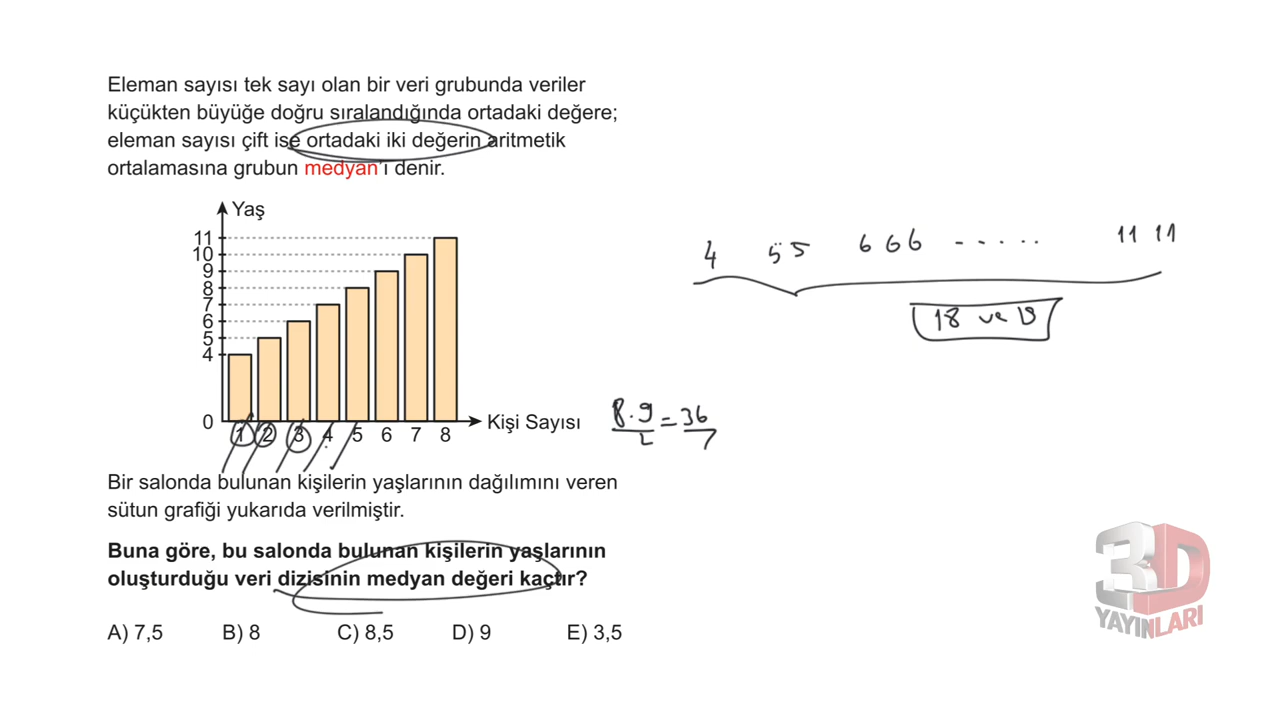 Eleman sayısı tek sayı olan bir veri grubunda veriler
küçükten büyüğe doğru sıralandığında ortadaki değere;
eleman sayısı çift ise ortadaki iki değerin aritmetik
ortalamasına grubun medyan'ı denir.
Yaş
11
10
9
8
7
6
5
4
0
1 2 3 4 5 6 7 8
Kişi Sayısı
4 5 5 6 6 6 ...... 11 11
18 ve 19
8.9/2 = 36
Bir salonda bulunan kişilerin yaşlarının dağılımını veren
sütun grafiği yukarıda verilmiştir.
Buna göre, bu salonda bulunan kişilerin yaşlarının
oluşturduğu veri dizisinin medyan değeri kaçtır?
A) 7,5 B) 8 C) 8,5 D) 9 E) 3,5
3D
YAYINLARI